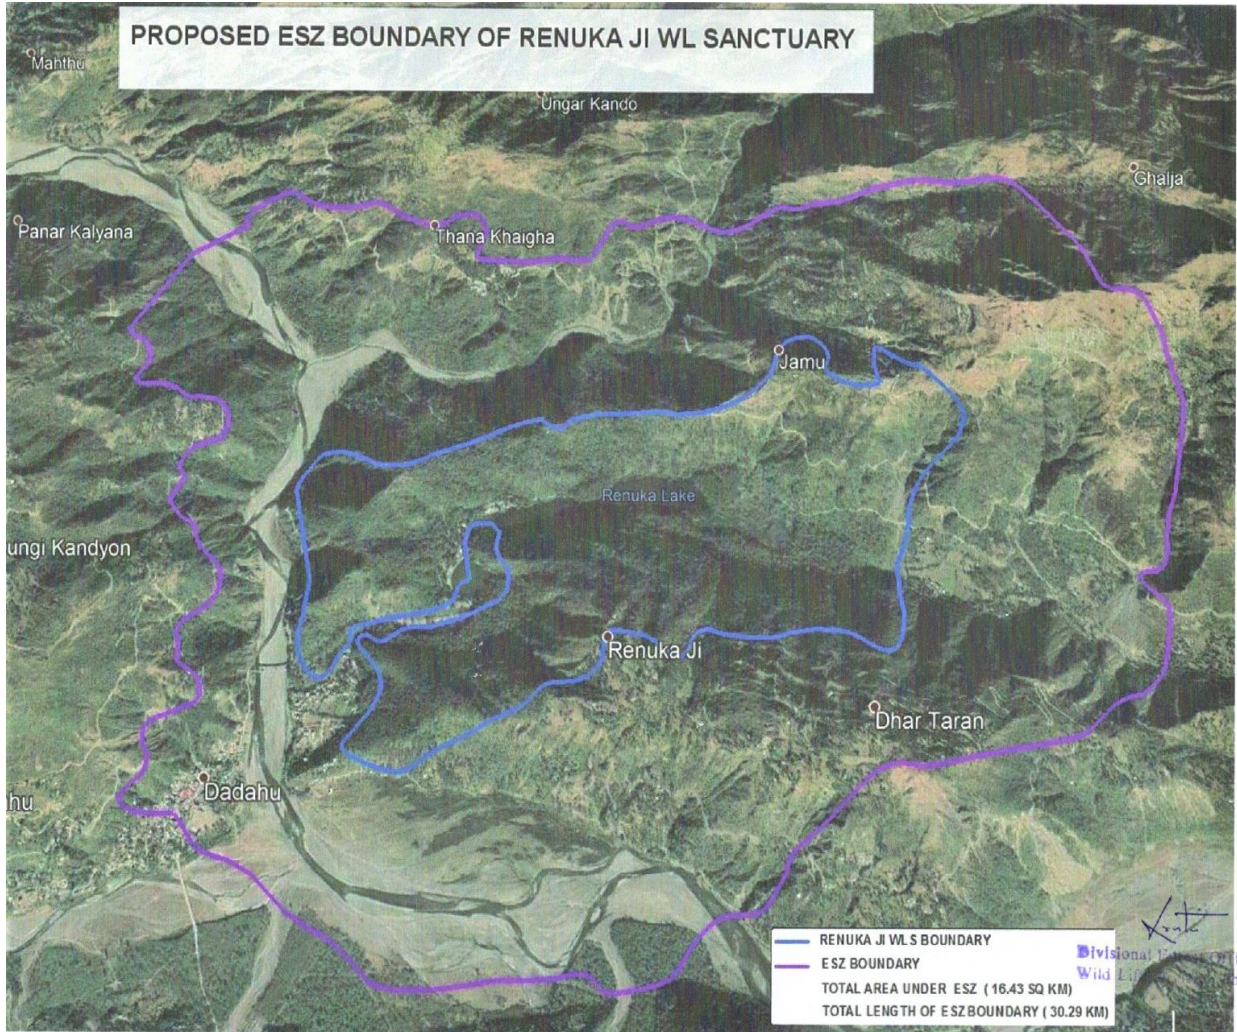 PROPOSED ESZ BOUNDARY OF RENUKA JI WL SANCTUARY
Mahthu
Ungar Kando
Ghalja
Panar Kalyana
Thana Khaigha
Jamu
Renuka Lake
ungi Kandyon
Renuka Ji
Dhar Taran
Dadahu
hu
RENUKA JI WLS BOUNDARY
ESZ BOUNDARY
TOTAL AREA UNDER ESZ ( 16.43 SQ KM)
TOTAL LENGTH OF ESZ BOUNDARY ( 30.29 KM)
Divisional
Wild